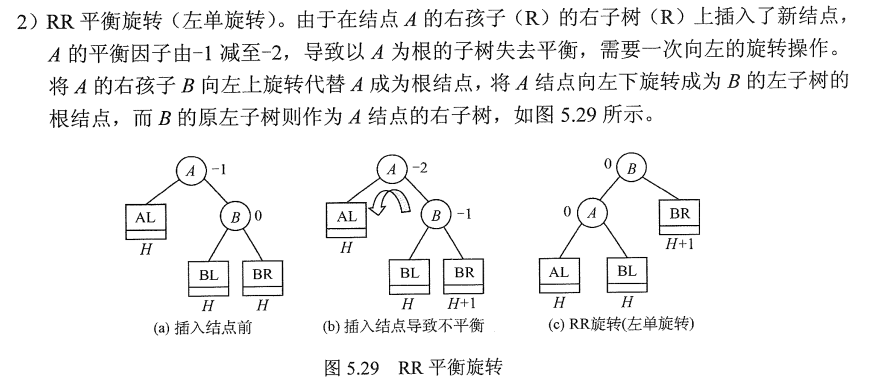 2）RR 平衡旋转（左单旋转）。由于在结点 A 的右孩子（R）的右子树（R）上插入了新结点，
A 的平衡因子由-1 减至-2，导致以 A 为根的子树失去平衡，需要一次向左的旋转操作。
将 A 的右孩子 B 向左上旋转代替 A 成为根结点，将 A 结点向左下旋转成为 B 的左子树的
根结点，而 B 的原左子树则作为 A 结点的右子树，如图 5.29 所示。
A -1
AL
H
B 0
BL BR
H H
(a) 插入结点前
A -2
AL
H
B -1
BL BR
H H+1
(b) 插入结点导致不平衡
0 B
0 A
BR
H+1
AL BL
H H
(c) RR旋转(左单旋转)
图 5.29 RR 平衡旋转